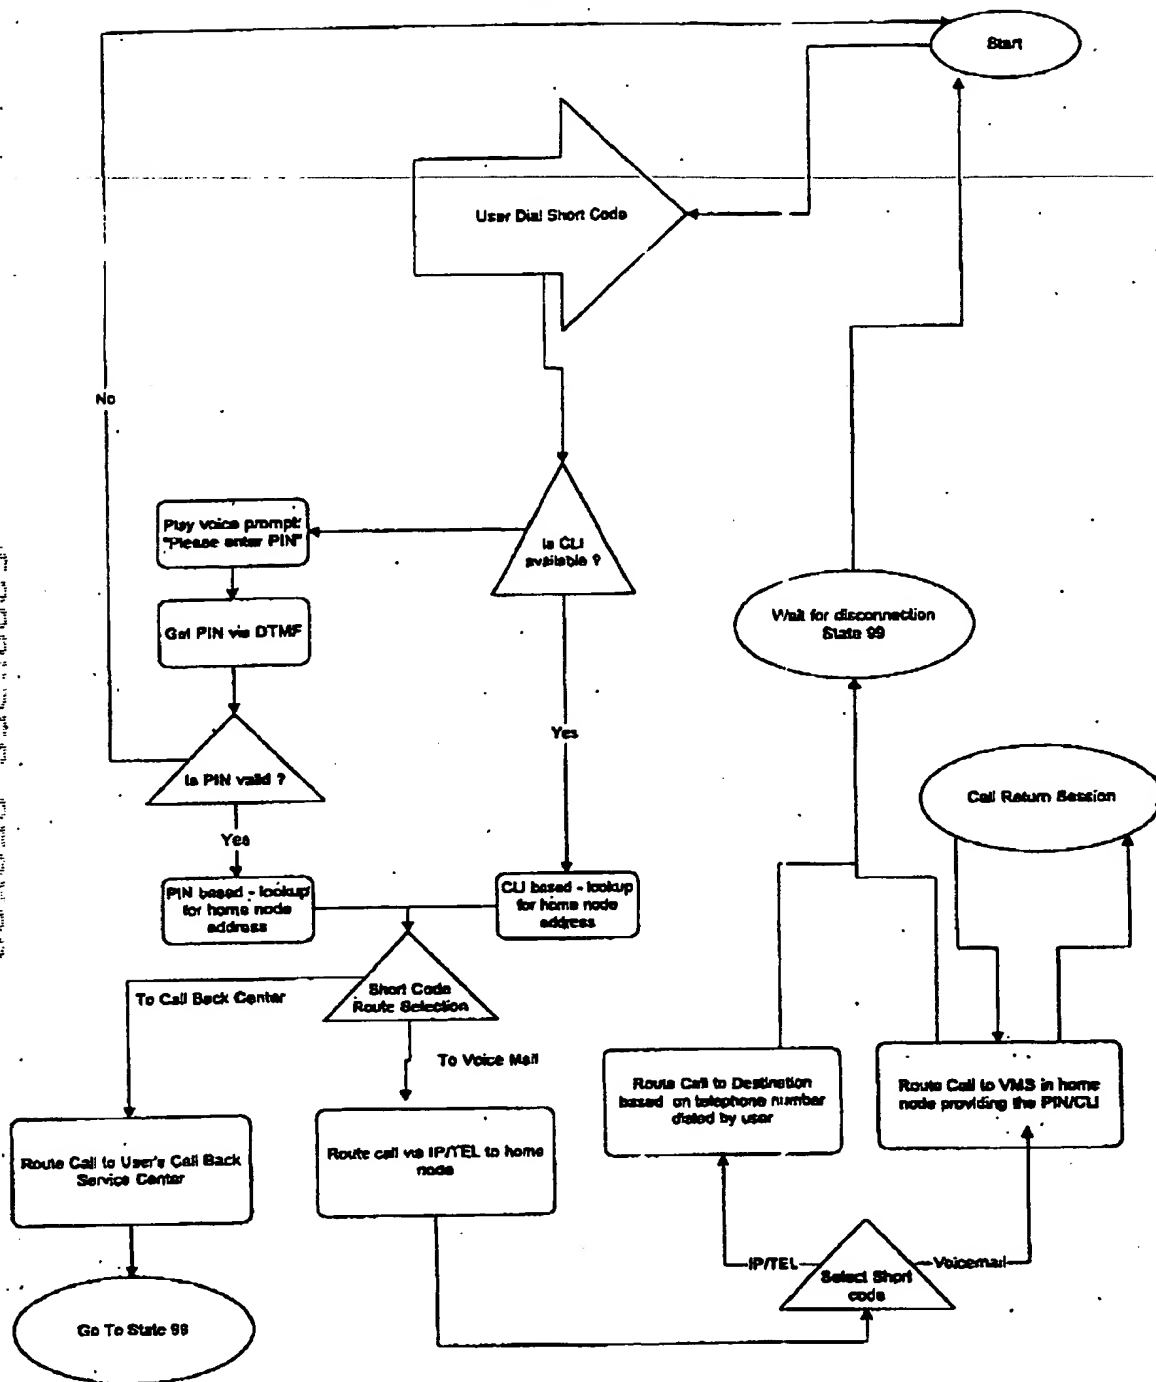 Start
User Dial Short Code
No
Play voice prompt:
"Please enter PIN"
Is CLI
available ?
Get PIN via DTMF
Wait for disconnection
State 99
Yes
Is PIN valid ?
Call Return Session
Yes
PIN based - lookup
for home node
address
CLI based - lookup
for home node
address
To Call Back Center
Short Code
Route Selection
To Voice Mail
Route Call to Destination
based on telephone number
dialed by user
Route Call to VMS in home
node providing the PIN/CLI
Route Call to User's Call Back
Service Center
Route call via IP/TEL to home
node
IP/TEL
Voicemail
Select Short
code
Go To State 99